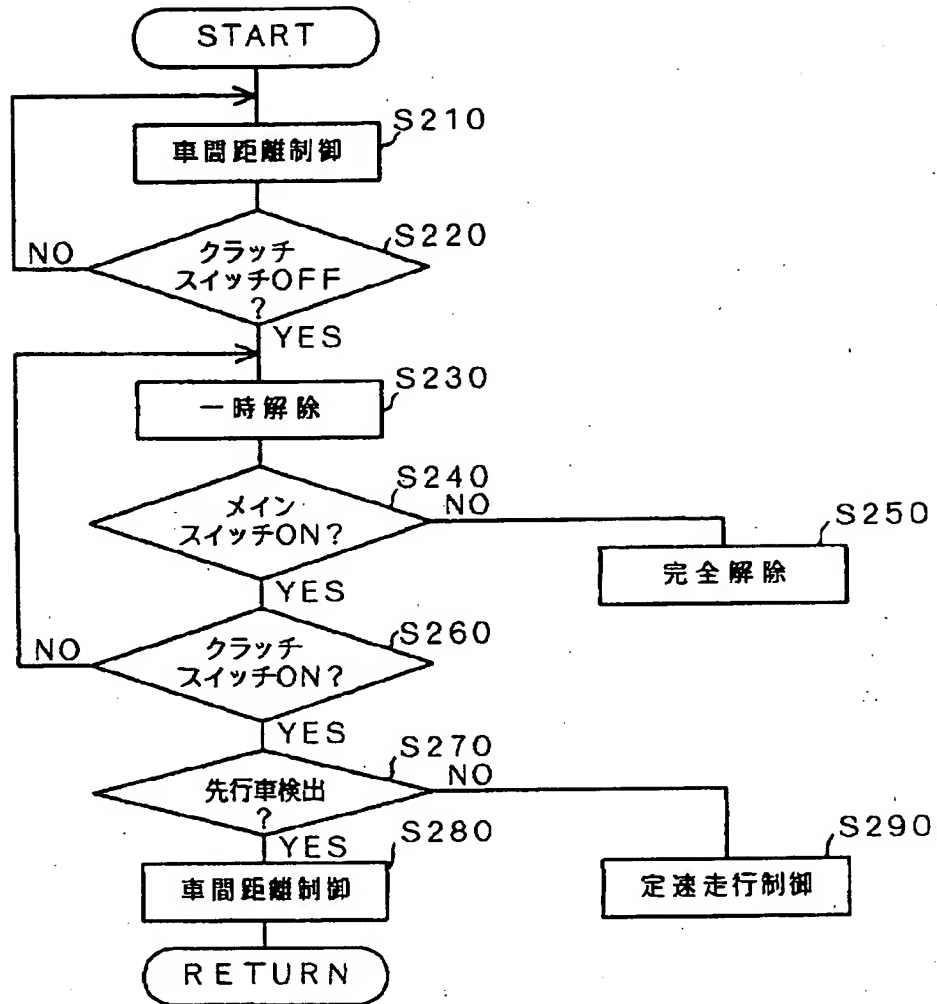 START
S210
車間距離制御
S220
クラッチ
スイッチOFF
?
NO
YES
S230
一時解除
S240
メイン
スイッチON?
NO
S250
完全解除
YES
S260
クラッチ
スイッチON?
NO
YES
S270
先行車検出
?
NO
YES
S280
車間距離制御
S290
定速走行制御
RETURN